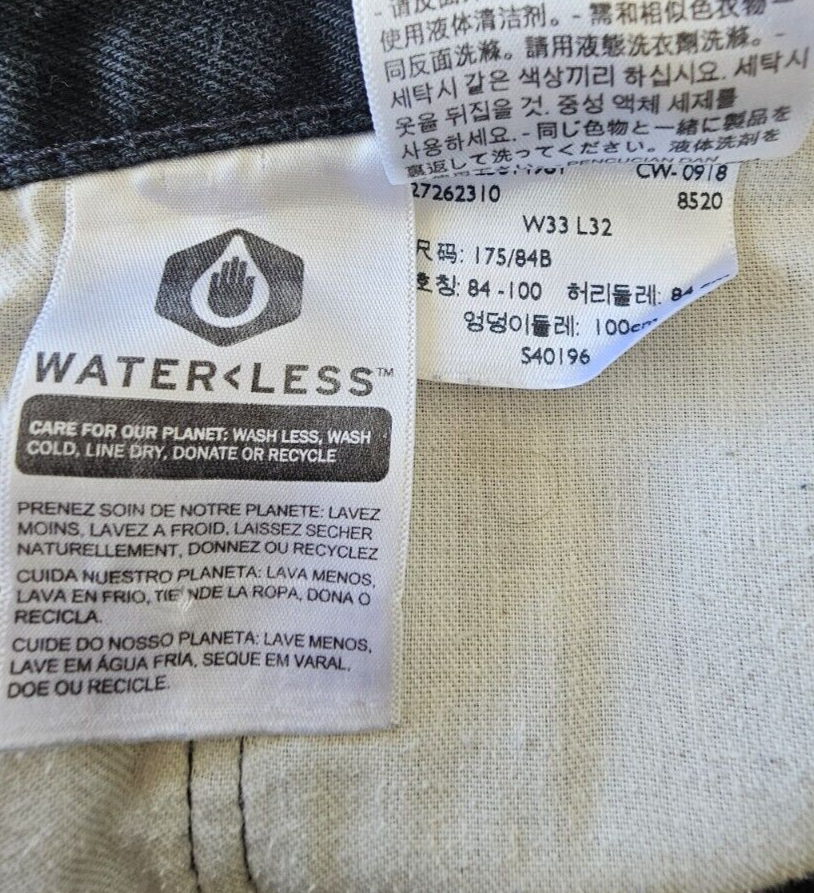 使用液体清洁剂。- 需和相似色衣物一
同反面洗滌。請用液態洗衣劑洗滌。-
세탁시 같은 색상끼리 하십시요. 세탁시
옷을 뒤집을 것. 중성 액체 세제를
사용하세요. - 同じ色物と一緒に製品を
裏返して洗ってください。液体洗剤を
PENCUCIAN DAN
CW- 0918
27262310 8520
W33 L32
尺码: 175/84B
호칭: 84 -100 허리둘레: 84
엉덩이둘레: 100cm
S40196
WATER<LESS™
CARE FOR OUR PLANET: WASH LESS, WASH
COLD, LINE DRY, DONATE OR RECYCLE
PRENEZ SOIN DE NOTRE PLANETE: LAVEZ
MOINS, LAVEZ A FROID, LAISSEZ SECHER
NATURELLEMENT, DONNEZ OU RECYCLEZ
CUIDA NUESTRO PLANETA: LAVA MENOS,
LAVA EN FRIO, TIENDE LA ROPA, DONA O
RECICLA.
CUIDE DO NOSSO PLANETA: LAVE MENOS,
LAVE EM ÁGUA FRIA, SEQUE EM VARAL,
DOE OU RECICLE.